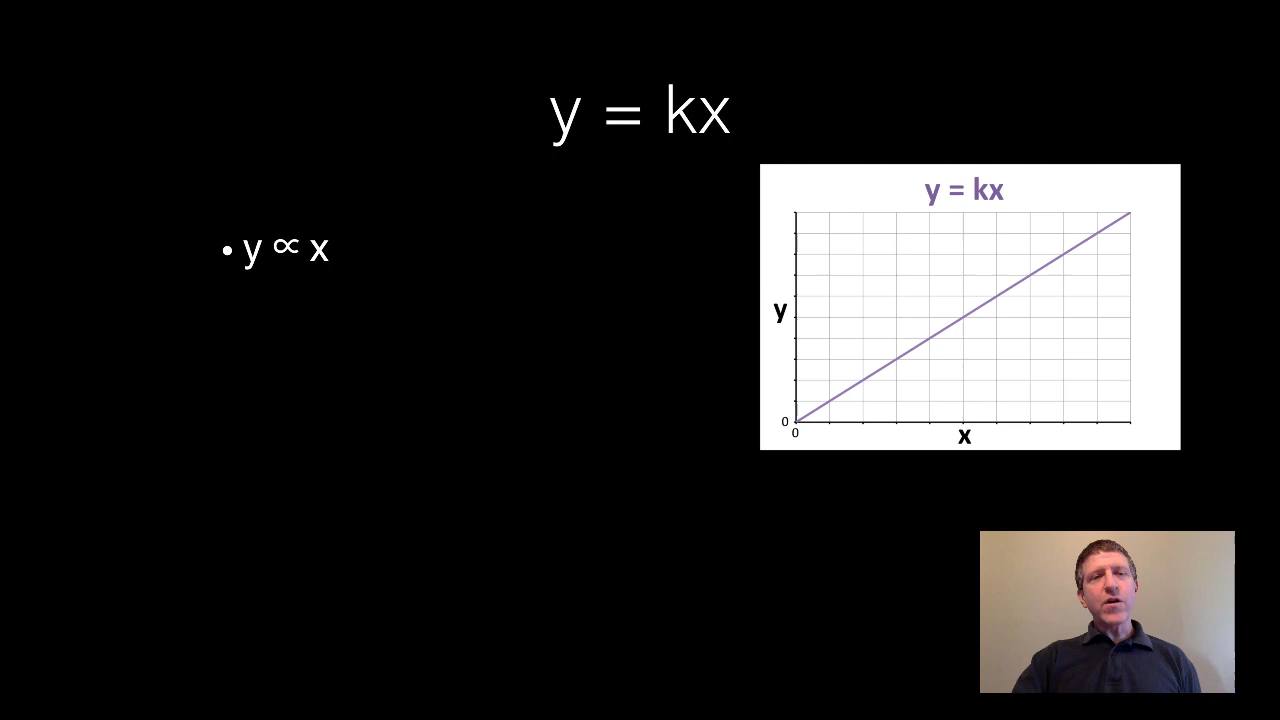 y = kx
• y ∝ x
y = kx
y
0
0
x